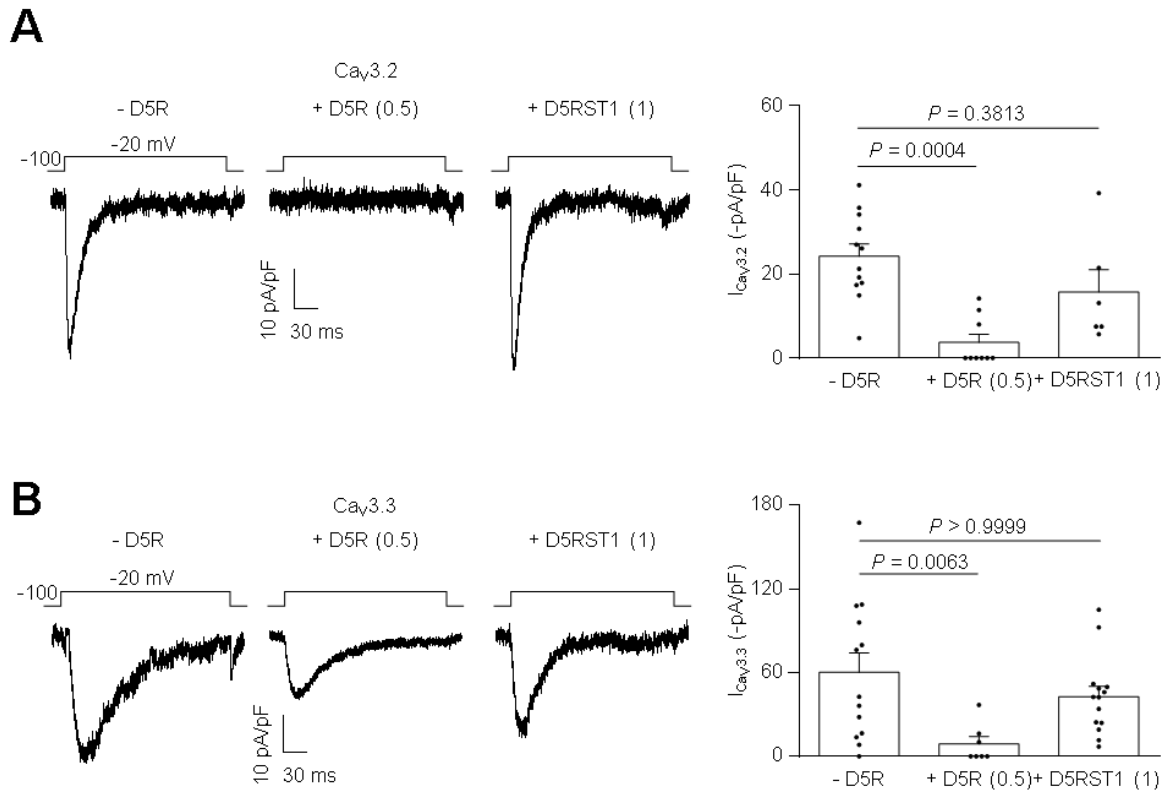 A
CaV3.2
- D5R
+ D5R (0.5)
+ D5RST1 (1)
-100
-20 mV
10 pA/pF
30 ms
ICaV3.2 (-pA/pF)
60
40
20
0
P = 0.3813
P = 0.0004
- D5R
+ D5R (0.5)
+ D5RST1 (1)
B
CaV3.3
- D5R
+ D5R (0.5)
+ D5RST1 (1)
-100
-20 mV
10 pA/pF
30 ms
ICaV3.3 (-pA/pF)
180
120
60
0
P > 0.9999
P = 0.0063
- D5R
+ D5R (0.5)
+ D5RST1 (1)